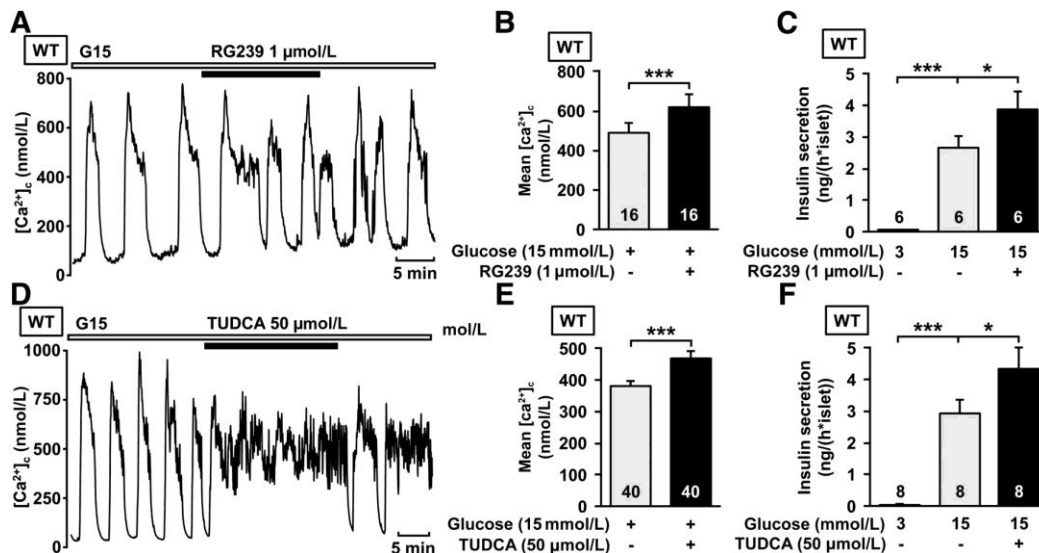 A
WT
G15
RG239 1 µmol/L
800
600
400
200
0
[Ca²⁺]c (nmol/L)
5 min
B
WT
***
800
600
400
200
0
Mean [ca²⁺]c
(nmol/L)
16 16
Glucose (15 mmol/L) + +
RG239 (1 µmol/L) - +
C
WT
*** *
5
4
3
2
1
0
Insulin secretion
(ng/(h*islet))
6 6 6
Glucose (mmol/L) 3 15 15
RG239 (1 µmol/L) - - +
D
WT
G15
TUDCA 50 µmol/L
mol/L
1000
750
500
250
0
[Ca²⁺]c (nmol/L)
5 min
E
WT
***
500
400
300
200
100
0
Mean [ca²⁺]c
(nmol/L)
40 40
Glucose (15 mmol/L) + +
TUDCA (50 µmol/L) - +
F
WT
*** *
5
4
3
2
1
0
Insulin secretion
(ng/(h*islet))
8 8 8
Glucose (mmol/L) 3 15 15
TUDCA (50 µmol/L) - - +